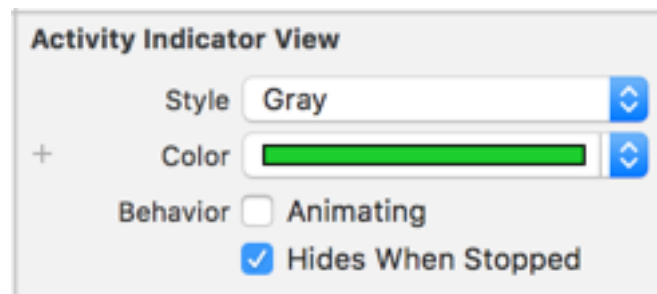 Activity Indicator View
Style Gray
+ Color
Behavior Animating
Hides When Stopped